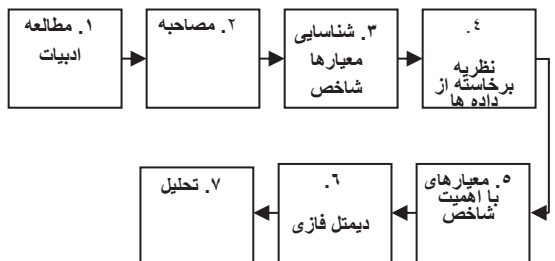 ۱. مطالعه
ادبیات
۲. مصاحبه
۳. شناسایی
معیارها
شاخص
۴.
نظریه
برخاسته از
داده ها
۵. معیارهای
با اهمیت
شاخص
۶.
دیمتل فازی
۷. تحلیل